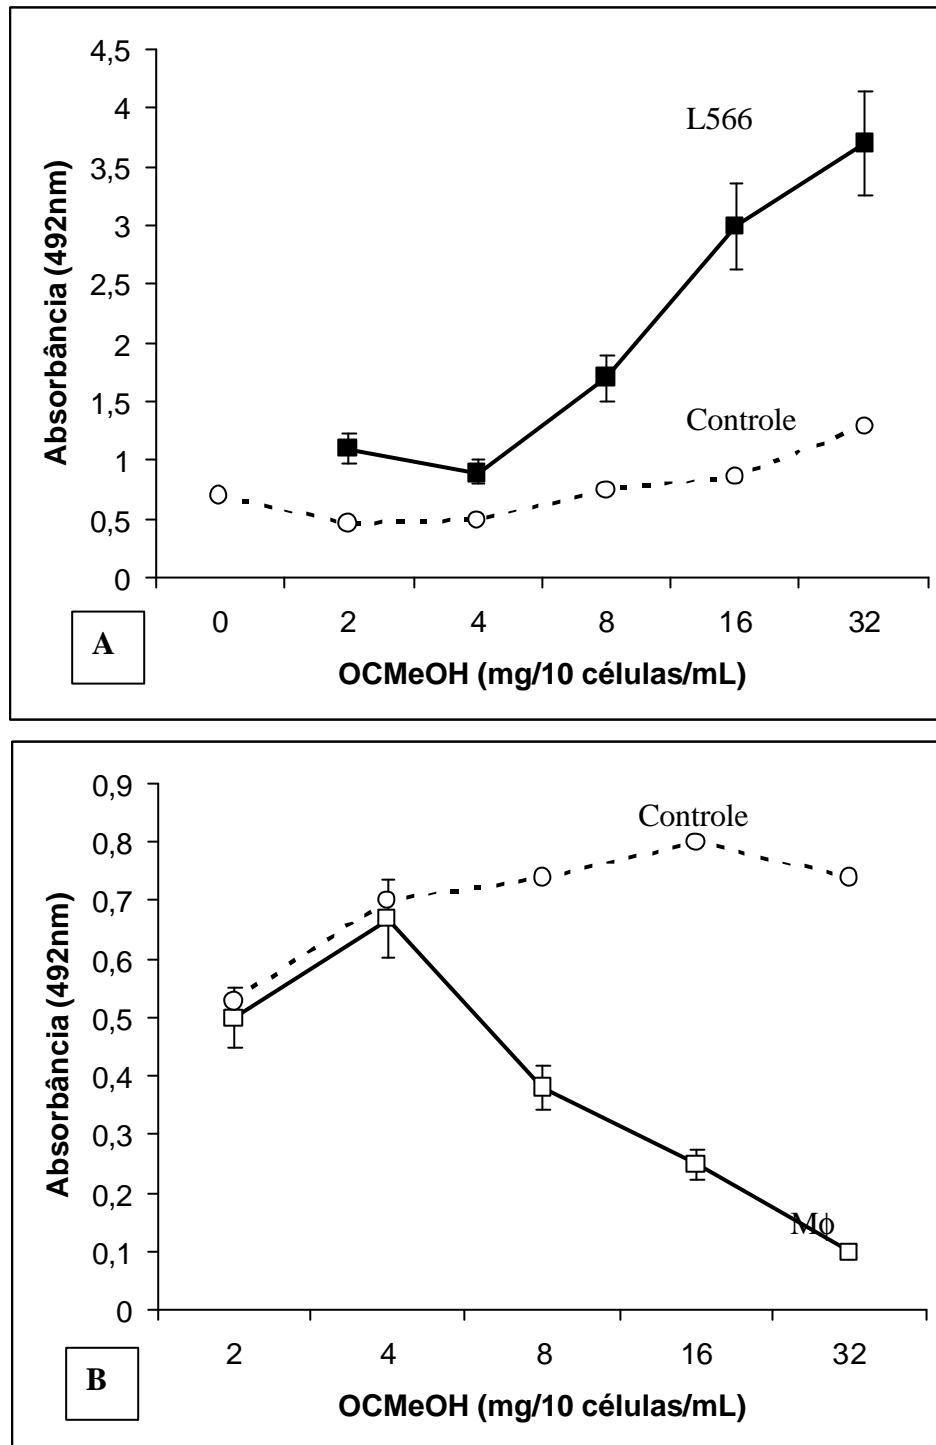 4,5
4
3,5
3
2,5
2
1,5
1
0,5
0
Absorbância (492nm)
L566
Controle
0 2 4 8 16 32
A
OCMeOH (mg/10 células/mL)
0,9
0,8
0,7
0,6
0,5
0,4
0,3
0,2
0,1
0
Absorbância (492nm)
Controle
Mϕ
2 4 8 16 32
B
OCMeOH (mg/10 células/mL)